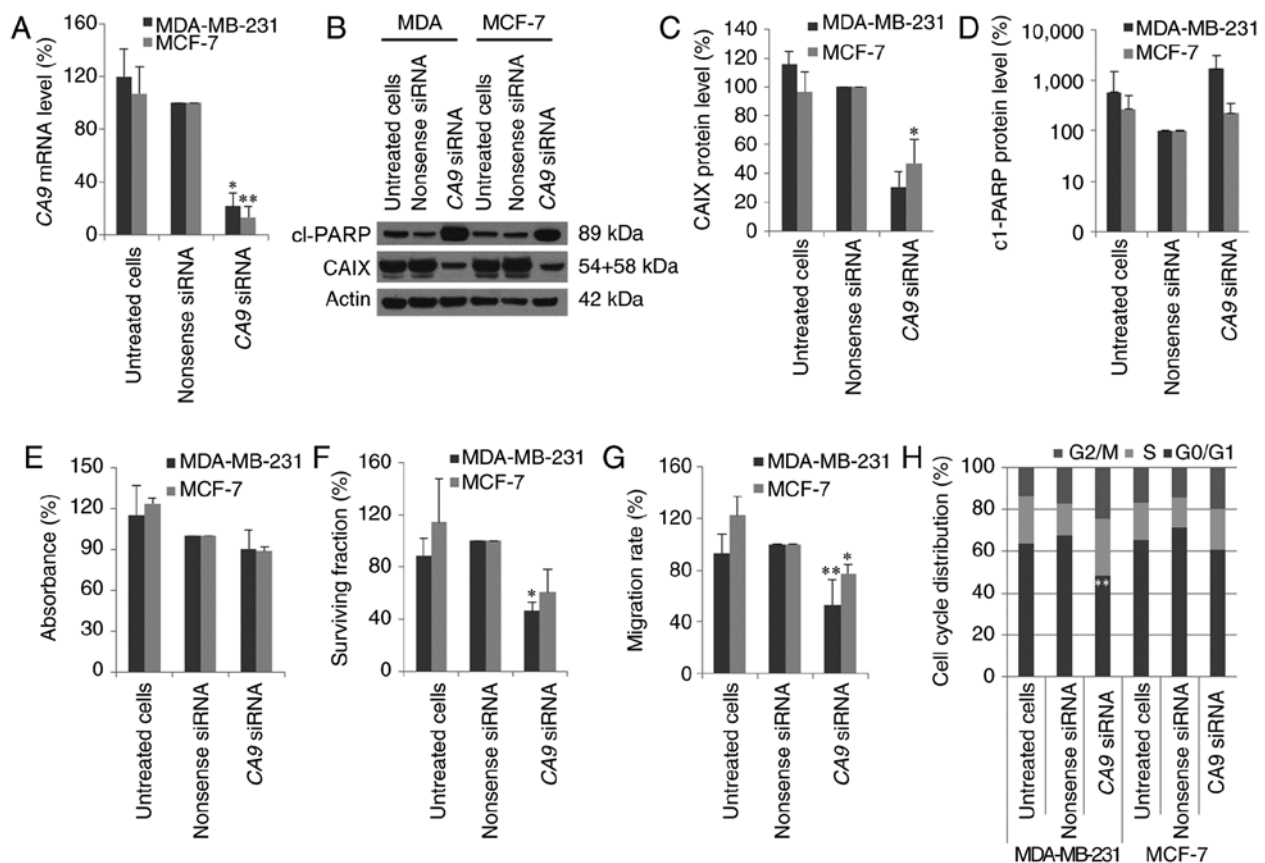 A
CA9 mRNA level (%)
160
120
80
40
0
MDA-MB-231
MCF-7
*
**
Untreated cells
Nonsense siRNA
CA9 siRNA
B
MDA
MCF-7
Untreated cells
Nonsense siRNA
CA9 siRNA
Untreated cells
Nonsense siRNA
CA9 siRNA
cl-PARP
89 kDa
CAIX
54+58 kDa
Actin
42 kDa
C
CAIX protein level (%)
140
120
100
80
60
40
20
0
MDA-MB-231
MCF-7
*
Untreated cells
Nonsense siRNA
CA9 siRNA
D
c1-PARP protein level (%)
10,000
1,000
100
10
0
MDA-MB-231
MCF-7
Untreated cells
Nonsense siRNA
CA9 siRNA
E
Absorbance (%)
150
120
90
130
0
MDA-MB-231
MCF-7
Untreated cells
Nonsense siRNA
CA9 siRNA
F
Surviving fraction (%)
160
120
80
40
0
MDA-MB-231
MCF-7
*
Untreated cells
Nonsense siRNA
CA9 siRNA
G
Migration rate (%)
160
120
80
40
0
MDA-MB-231
MCF-7
**
*
Untreated cells
Nonsense siRNA
CA9 siRNA
H
Cell cycle distribution (%)
G2/M S G0/G1
100
80
60
40
20
0
**
Untreated cells
Nonsense siRNA
CA9 siRNA
Untreated cells
Nonsense siRNA
CA9 siRNA
MDA-MB-231
MCF-7